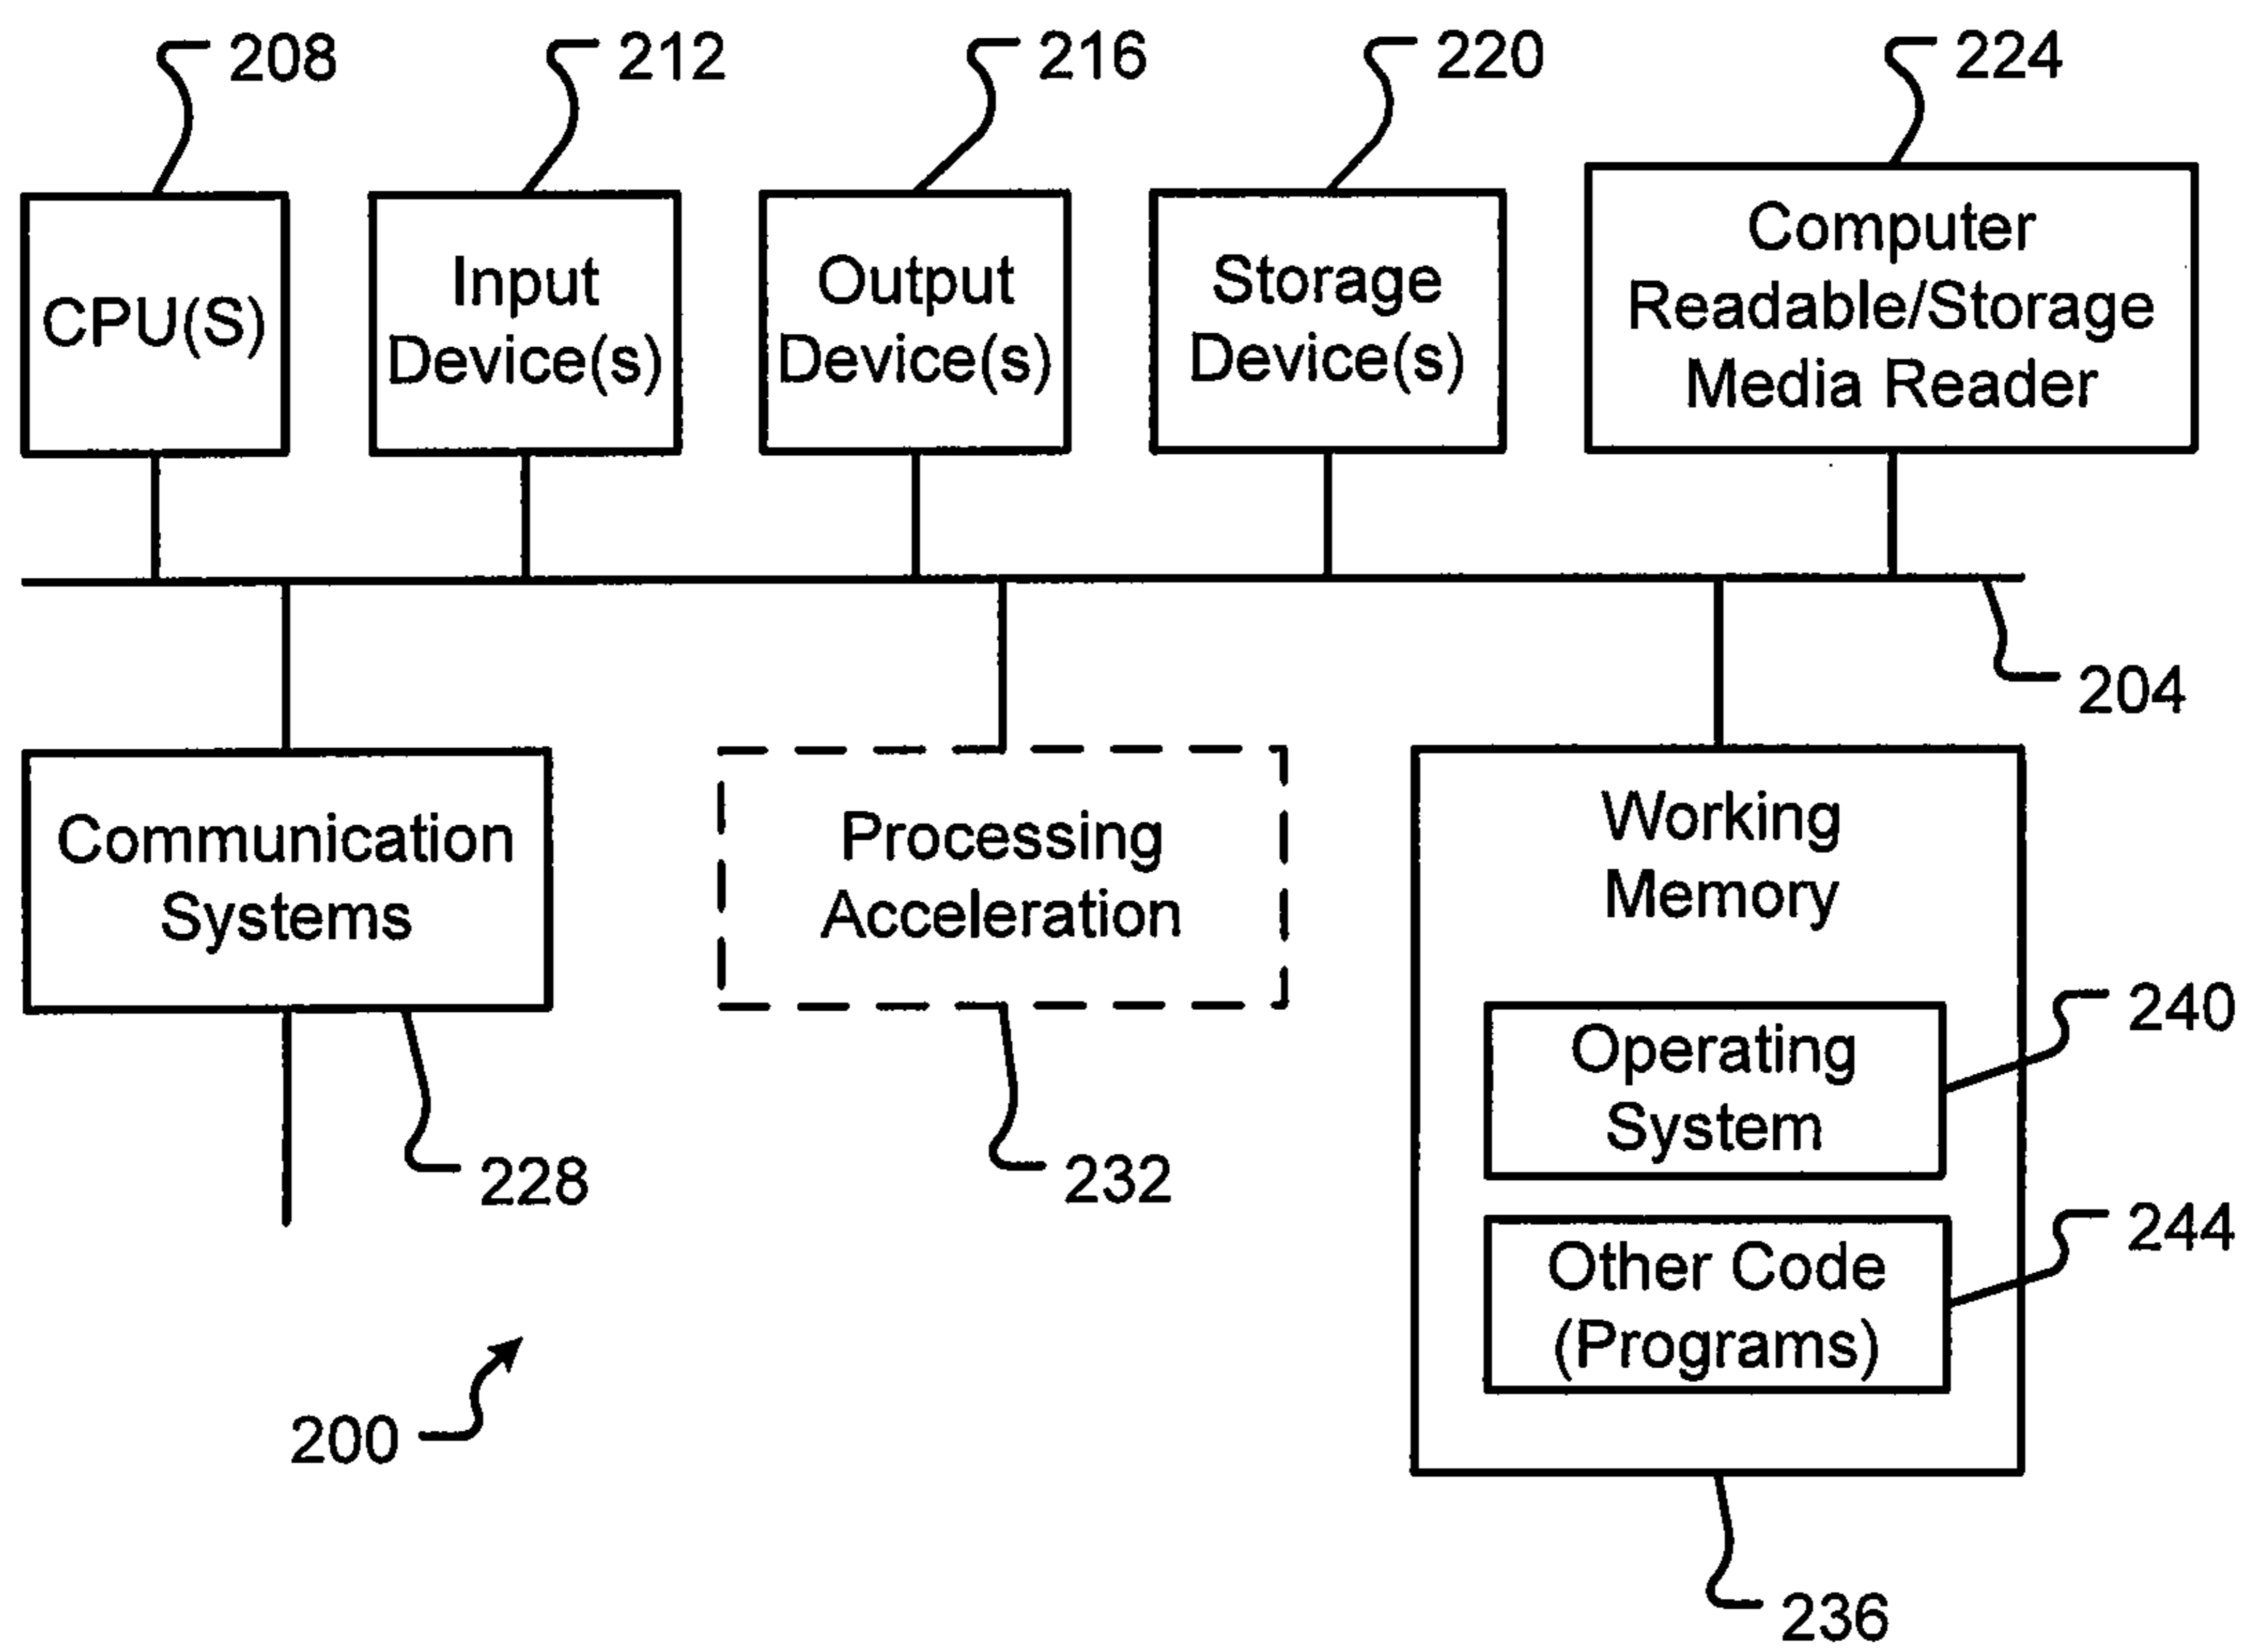 208
212
216
220
224
CPU(S)
Input
Device(s)
Output
Device(s)
Storage
Device(s)
Computer
Readable/Storage
Media Reader
204
Communication
Systems
Processing
Acceleration
Working
Memory
Operating
System
240
Other Code
(Programs)
244
228
232
200
236